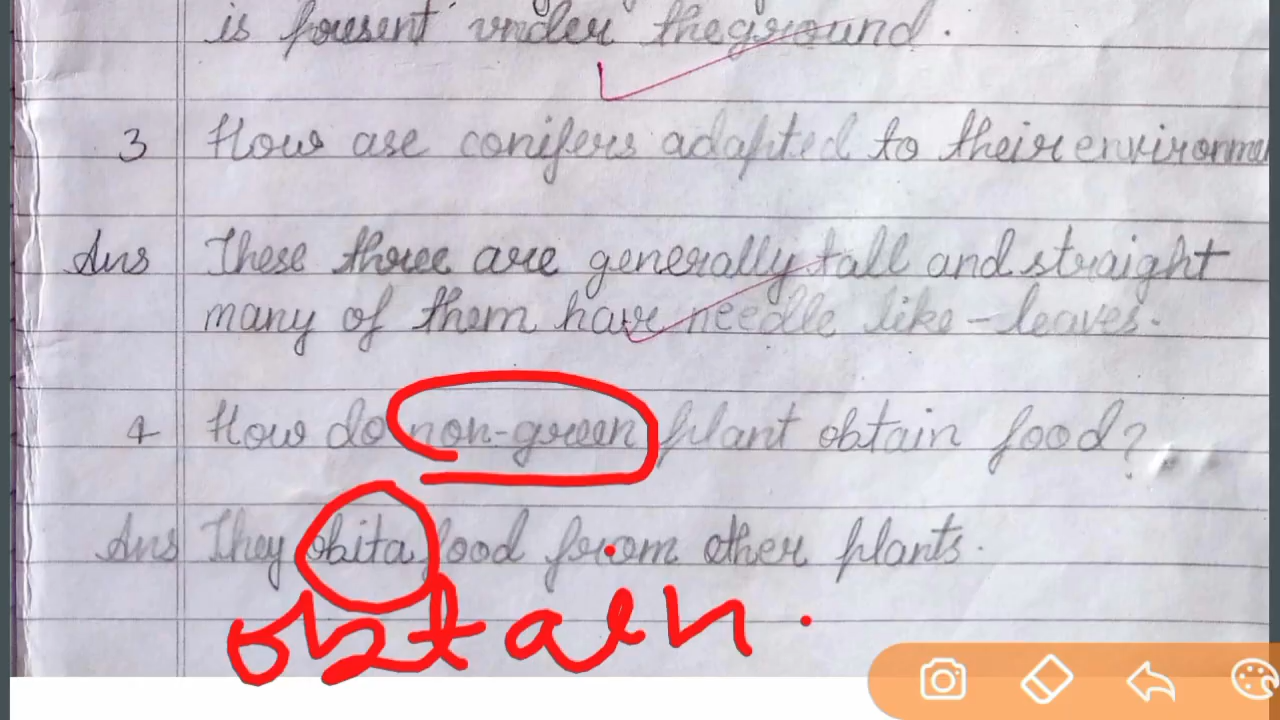 is present under theground.
3 How are conifers adapted to their environme
Ans These three are generally tall and straight
many of them have needle like-leaves.
4 How do non-green plant obtain food?
Ans They obita food from other plants.
obtain.